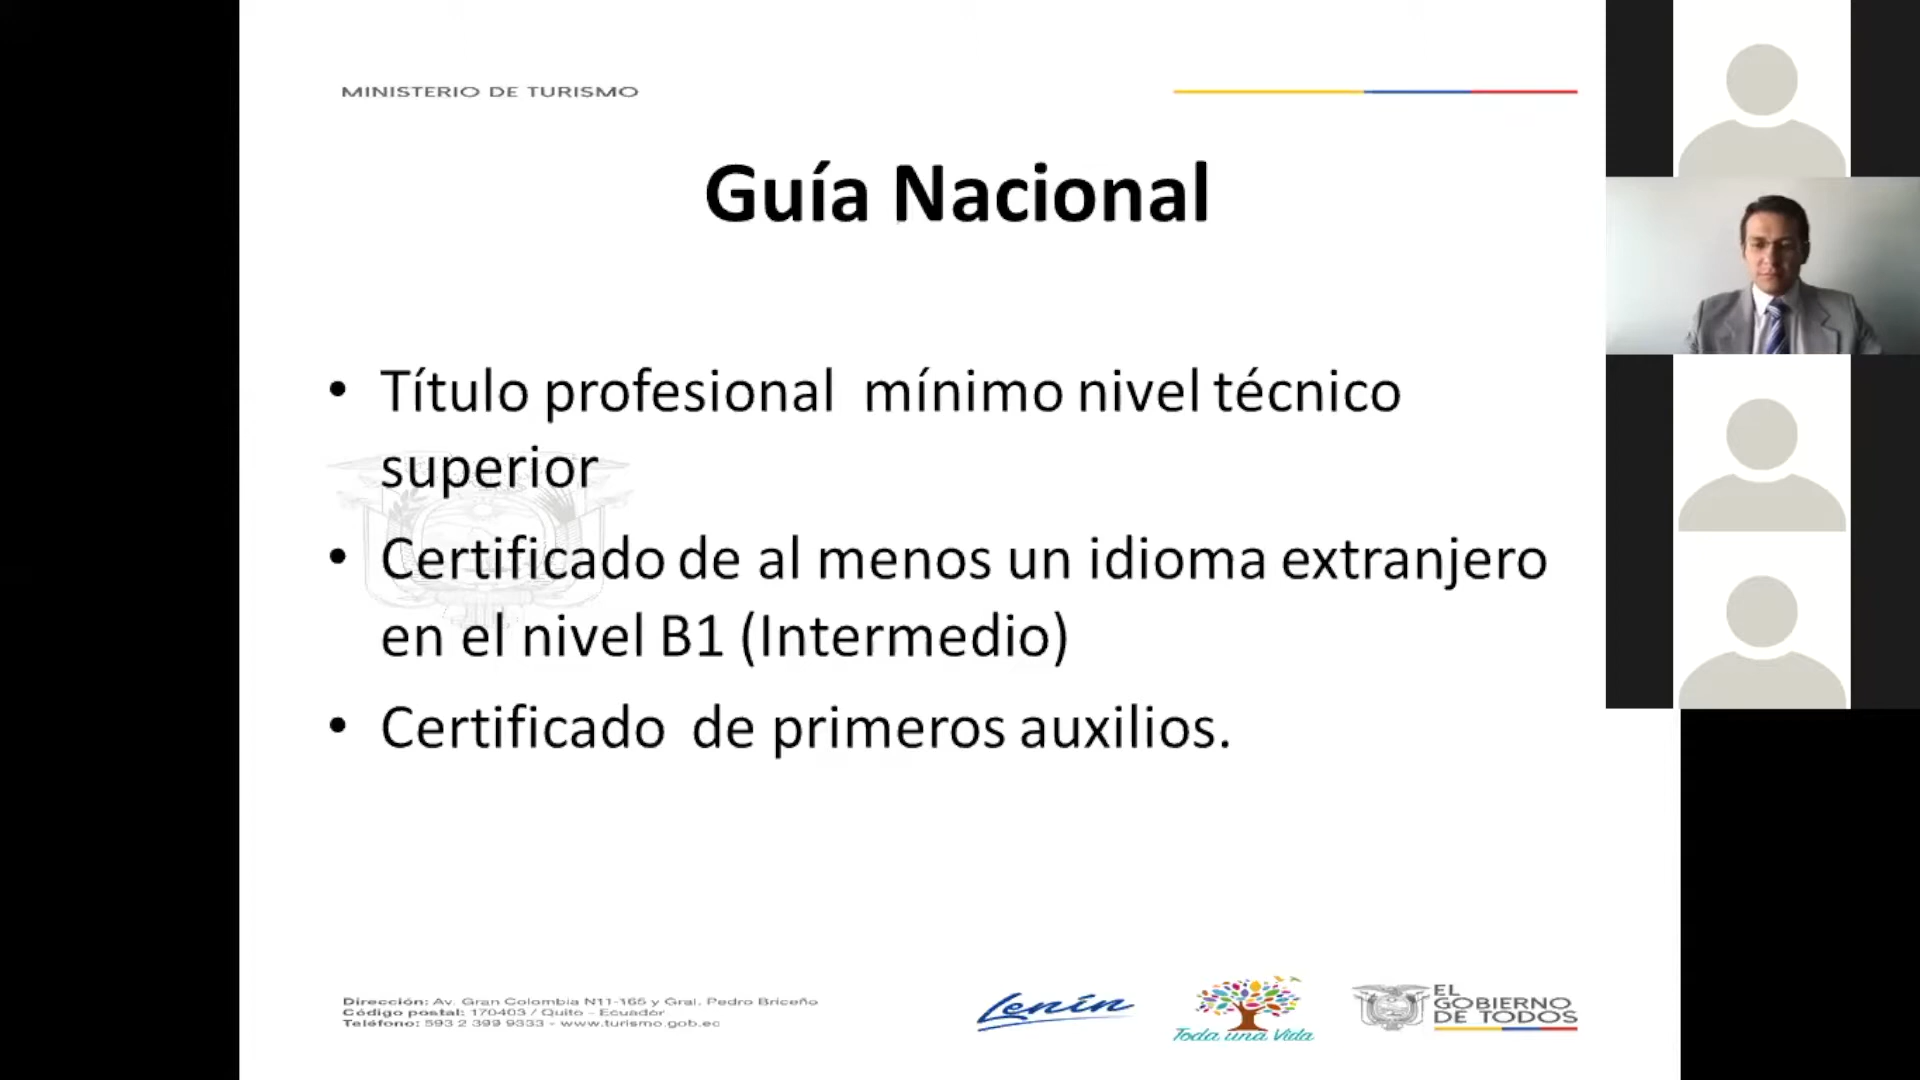 MINISTERIO DE TURISMO
Guía Nacional
• Título profesional mínimo nivel técnico
superior
• Certificado de al menos un idioma extranjero
en el nivel B1 (Intermedio)
• Certificado de primeros auxilios.
Dirección: Av. Gran Colombia N11-165 y Gral. Pedro Briceño
Código postal: 170403 / Quito - Ecuador
Teléfono: 593 2 399 9333 - www.turismo.gob.ec
Lenín
Toda una Vida
EL
GOBIERNO
DE TODOS